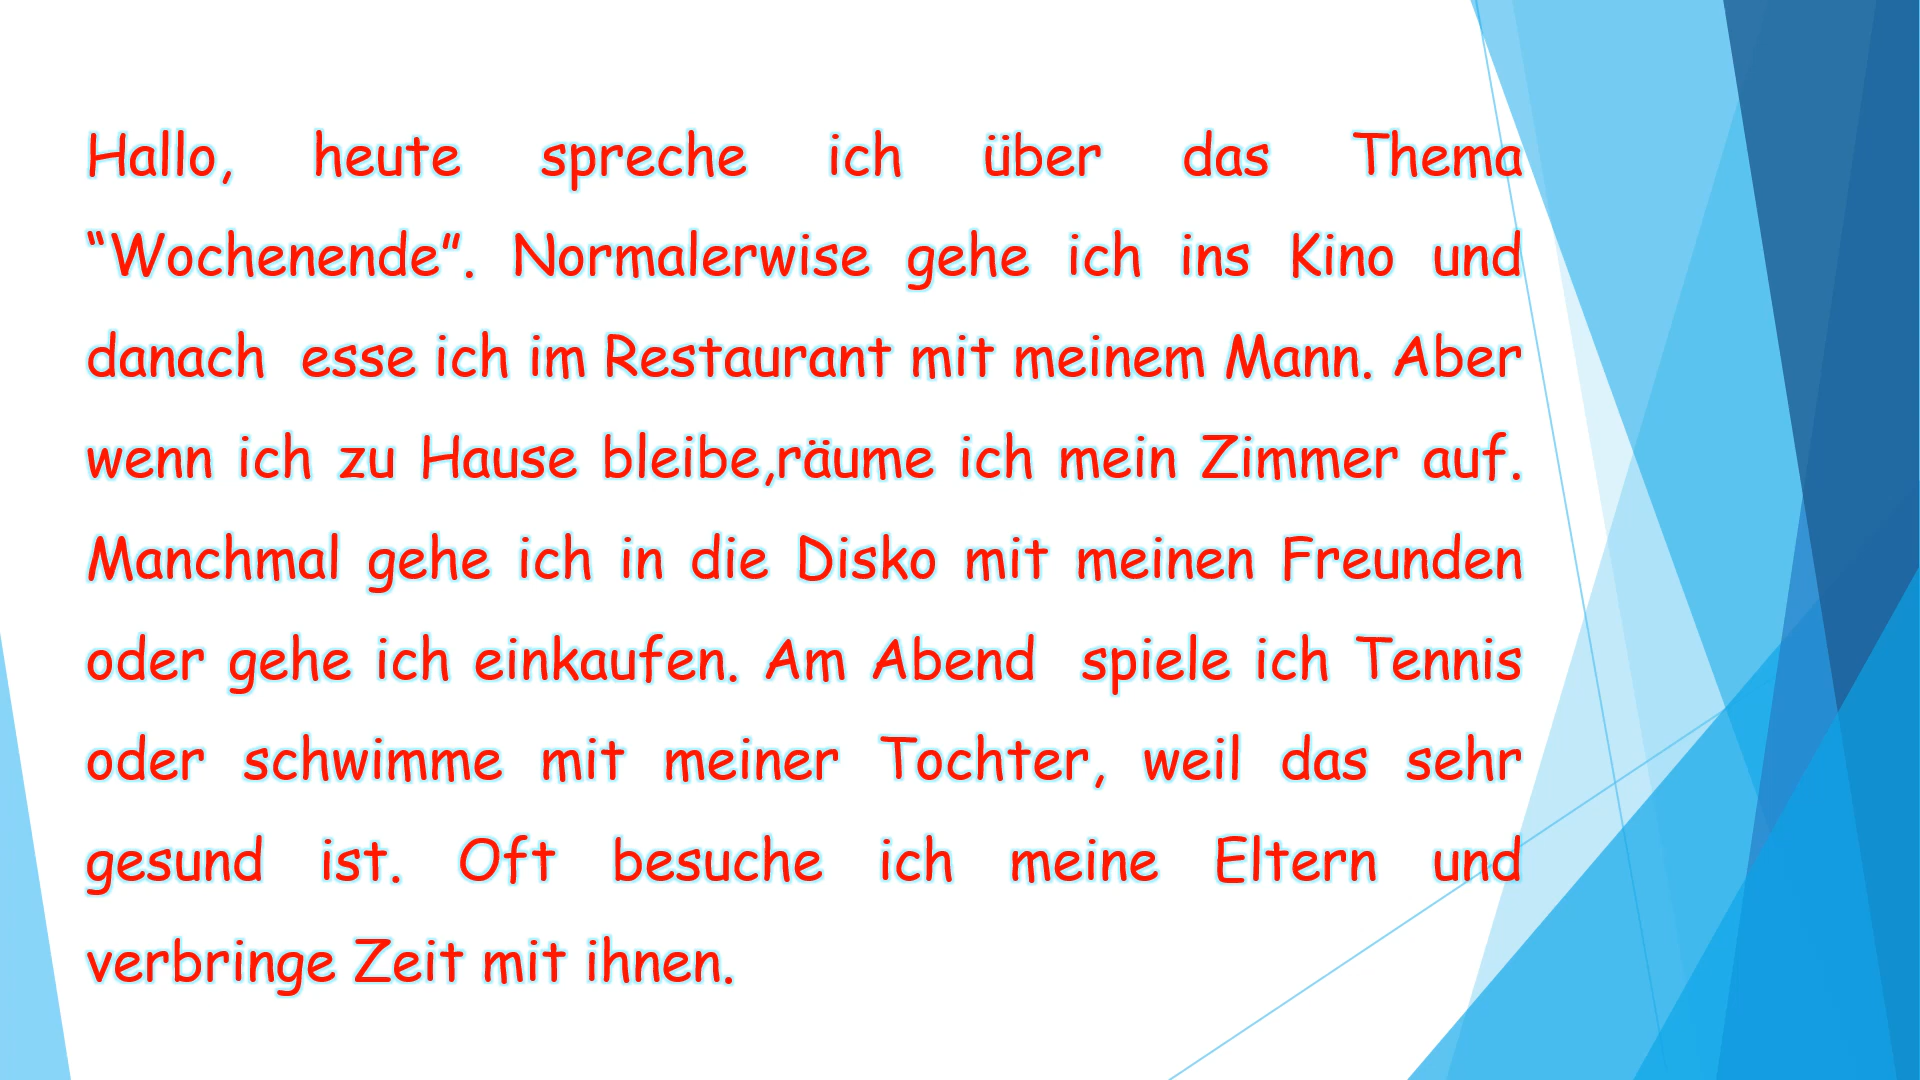 Hallo, heute spreche ich über das Thema
“Wochenende”. Normalerwise gehe ich ins Kino und
danach esse ich im Restaurant mit meinem Mann. Aber
wenn ich zu Hause bleibe,räume ich mein Zimmer auf.
Manchmal gehe ich in die Disko mit meinen Freunden
oder gehe ich einkaufen. Am Abend spiele ich Tennis
oder schwimme mit meiner Tochter, weil das sehr
gesund ist. Oft besuche ich meine Eltern und
verbringe Zeit mit ihnen.